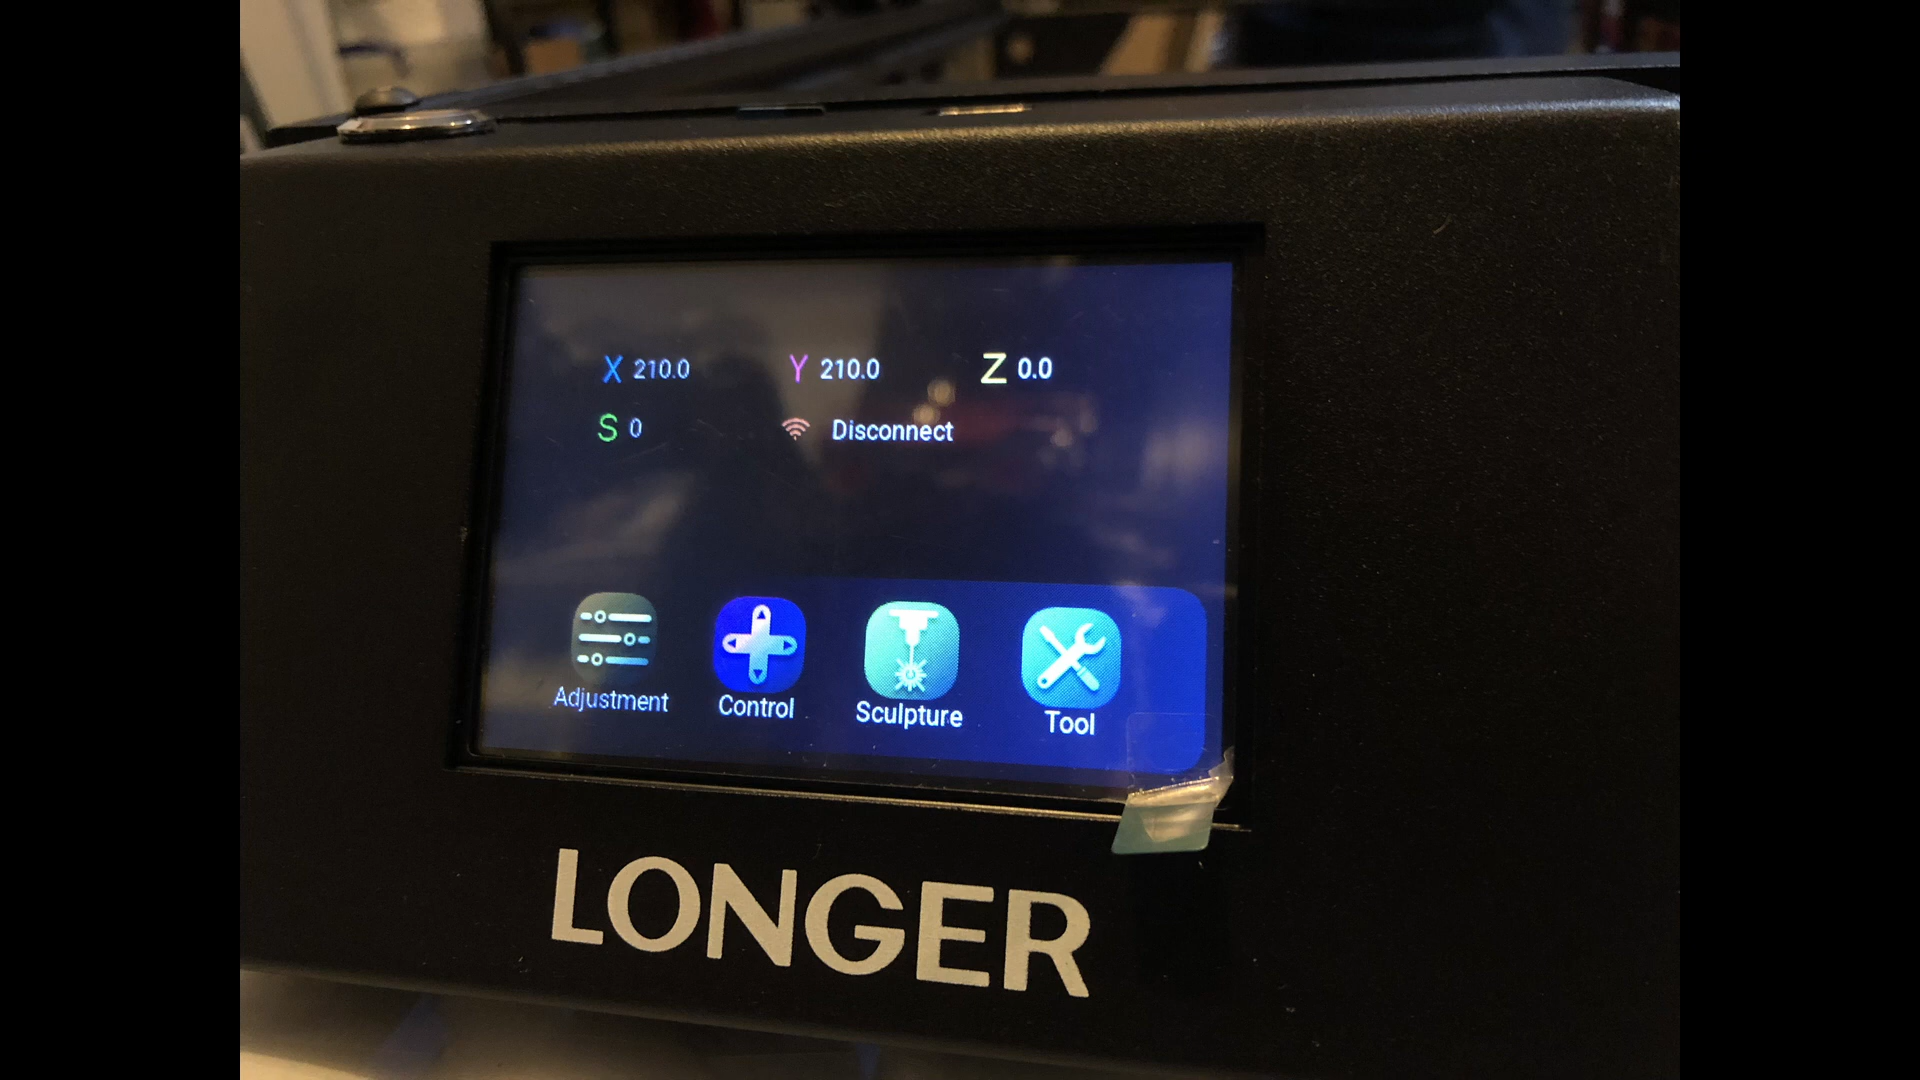 X 210.0 Y 210.0 Z 0.0
S 0 Disconnect
Adjustment Control Sculpture Tool
LONGER